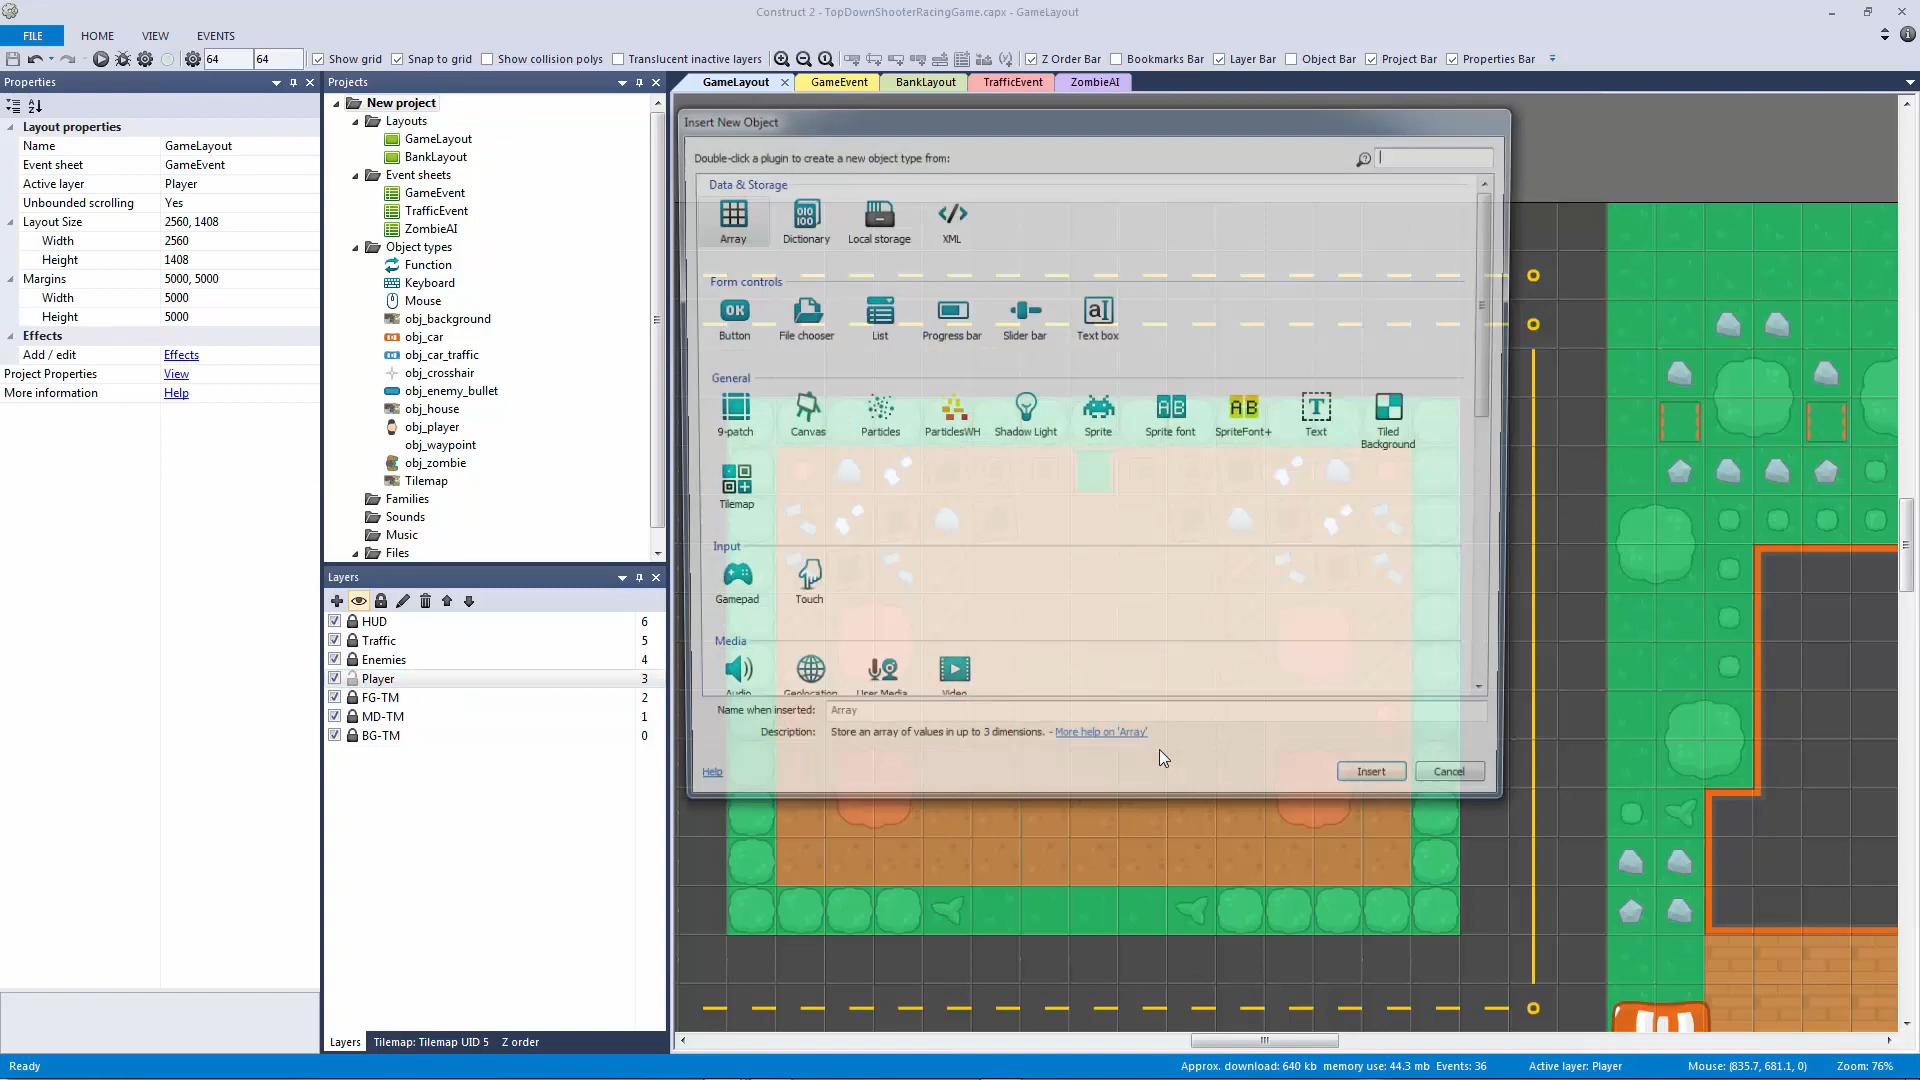 Construct 2 - TopDownShooterRacingGame.capx - GameLayout
FILE HOME VIEW EVENTS
64 64 Show grid Snap to grid Show collision polys Translucent inactive layers Z Order Bar Bookmarks Bar Layer Bar Object Bar Project Bar Properties Bar
Properties
Layout properties
Name GameLayout
Event sheet GameEvent
Active layer Player
Unbounded scrolling Yes
Layout Size 2560, 1408
Width 2560
Height 1408
Margins 5000, 5000
Width 5000
Height 5000
Effects
Add / edit Effects
Project Properties View
More information Help
Projects
New project
Layouts
GameLayout
BankLayout
Event sheets
GameEvent
TrafficEvent
ZombieAI
Object types
Function
Keyboard
Mouse
obj_background
obj_car
obj_car_traffic
obj_crosshair
obj_enemy_bullet
obj_house
obj_player
obj_waypoint
obj_zombie
Tilemap
Families
Sounds
Music
Files
Layers
HUD 6
Traffic 5
Enemies 4
Player 3
FG-TM 2
MD-TM 1
BG-TM 0
Layers Tilemap: Tilemap UID 5 Z order
GameLayout GameEvent BankLayout TrafficEvent ZombieAI
Insert New Object
Double-click a plugin to create a new object type from:
Data & Storage
Array Dictionary Local storage XML
Form controls
Button File chooser List Progress bar Slider bar Text box
General
9-patch Canvas Particles ParticlesWH Shadow Light Sprite Sprite font SpriteFont+ Text Tiled Background
Tilemap
Input
Gamepad Touch
Media
Audio Geolocation User Media Video
Name when inserted: Array
Description: Store an array of values in up to 3 dimensions. - More help on 'Array'
Help Insert Cancel
Ready Approx. download: 640 kb memory use: 44.3 mb Events: 36 Active layer: Player Mouse: (835.7, 681.1, 0) Zoom: 76%